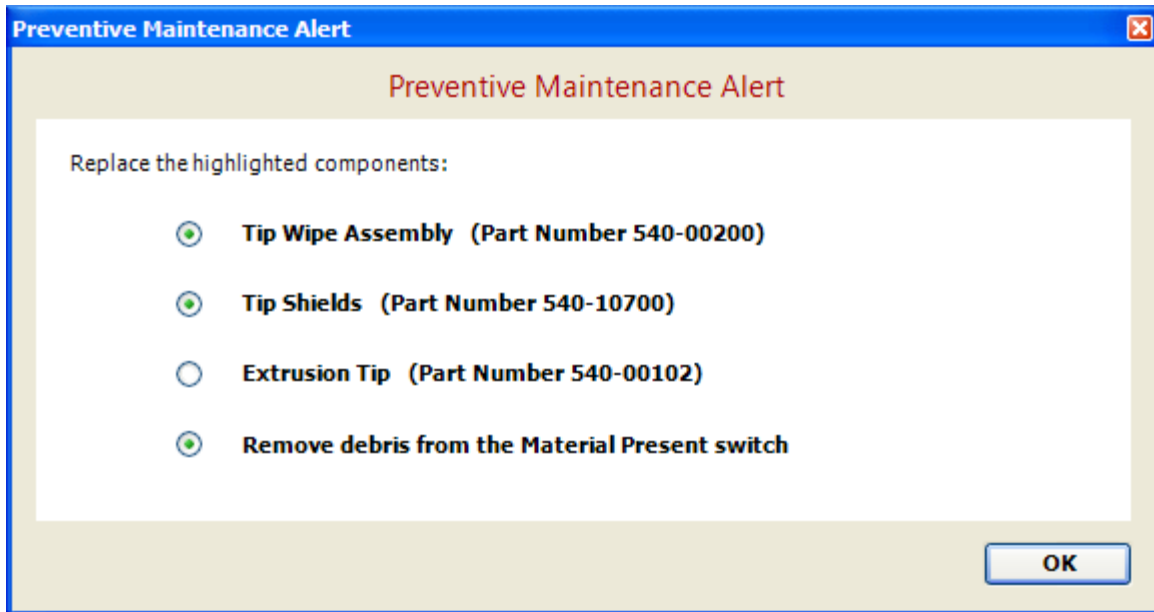 Preventive Maintenance Alert
Preventive Maintenance Alert
Replace the highlighted components:
Tip Wipe Assembly (Part Number 540-00200)
Tip Shields (Part Number 540-10700)
Extrusion Tip (Part Number 540-00102)
Remove debris from the Material Present switch
OK